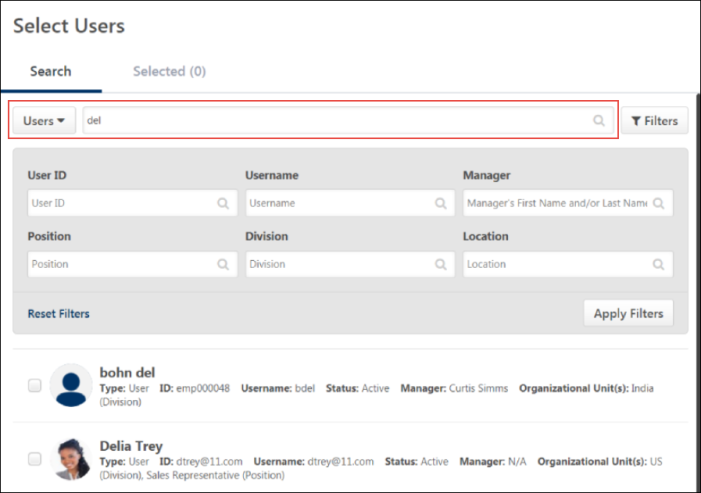 Select Users
Search Selected (0)
Users del Filters
User ID Username Manager
User ID Username Manager's First Name and/or Last Name
Position Division Location
Position Division Location
Reset Filters Apply Filters
bohn del
Type: User ID: emp000048 Username: bdel Status: Active Manager: Curtis Simms Organizational Unit(s): India
(Division)
Delia Trey
Type: User ID: dtrey@11.com Username: dtrey@11.com Status: Active Manager: N/A Organizational Unit(s): US
(Division), Sales Representative (Position)